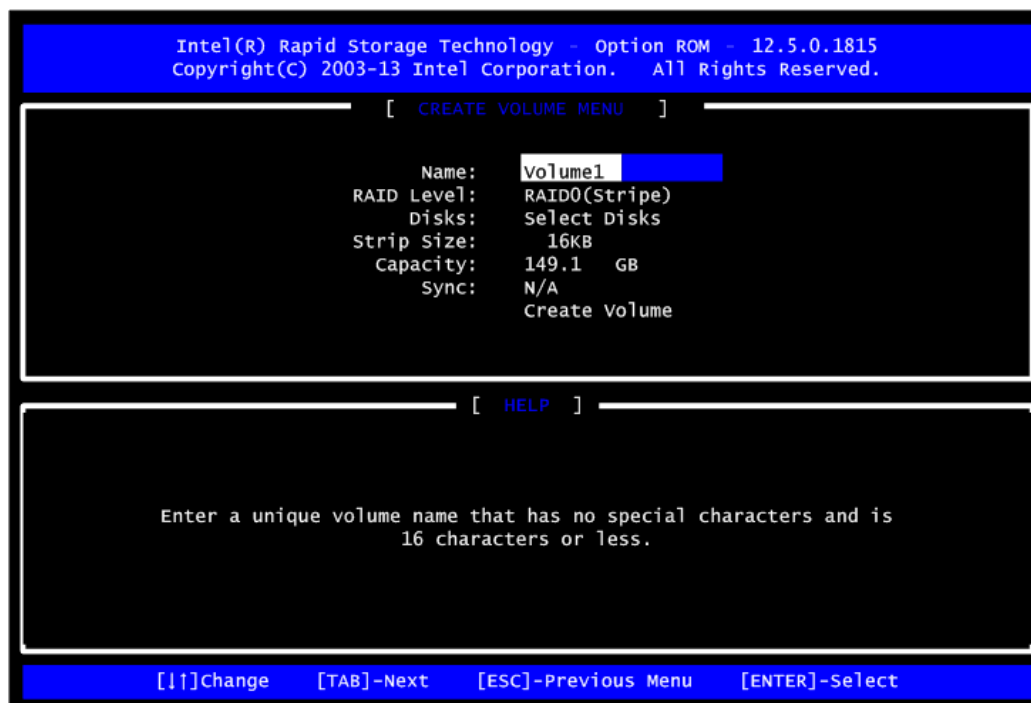 Intel(R) Rapid Storage Technology - Option ROM - 12.5.0.1815
Copyright(C) 2003-13 Intel Corporation. All Rights Reserved.
[ CREATE VOLUME MENU ]
Name: Volume1
RAID Level: RAID0(Stripe)
Disks: Select Disks
Strip Size: 16KB
Capacity: 149.1 GB
Sync: N/A
Create Volume
[ HELP ]
Enter a unique volume name that has no special characters and is
16 characters or less.
[↓↑]Change [TAB]-Next [ESC]-Previous Menu [ENTER]-Select